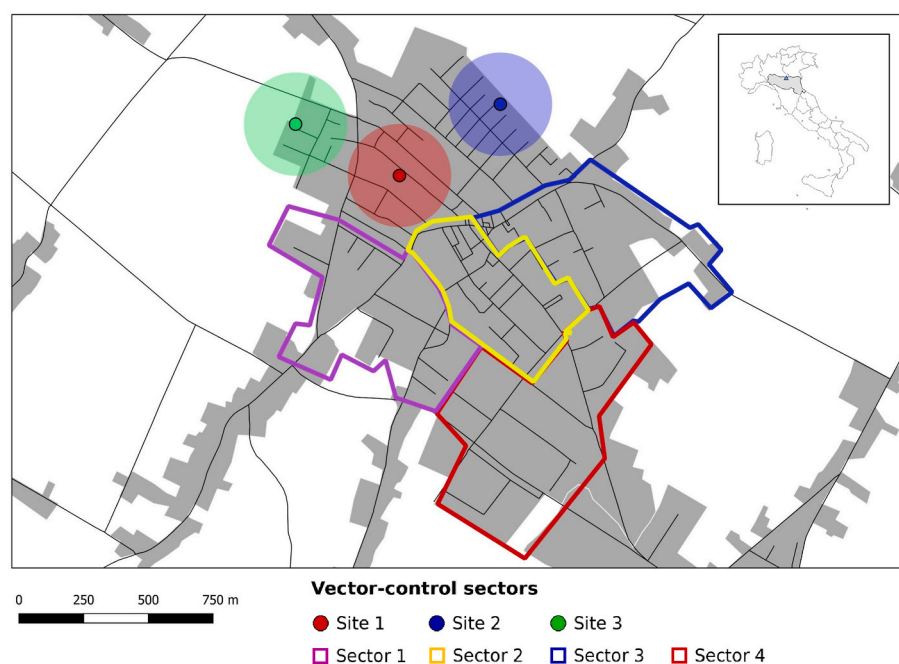 0 250 500 750 m
Vector-control sectors
Site 1 Site 2 Site 3
Sector 1 Sector 2 Sector 3 Sector 4